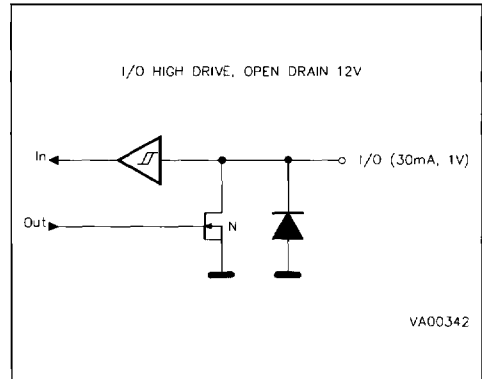 I/O HIGH DRIVE, OPEN DRAIN 12V
In
I/O (30mA, 1V)
Out
N
VA00342